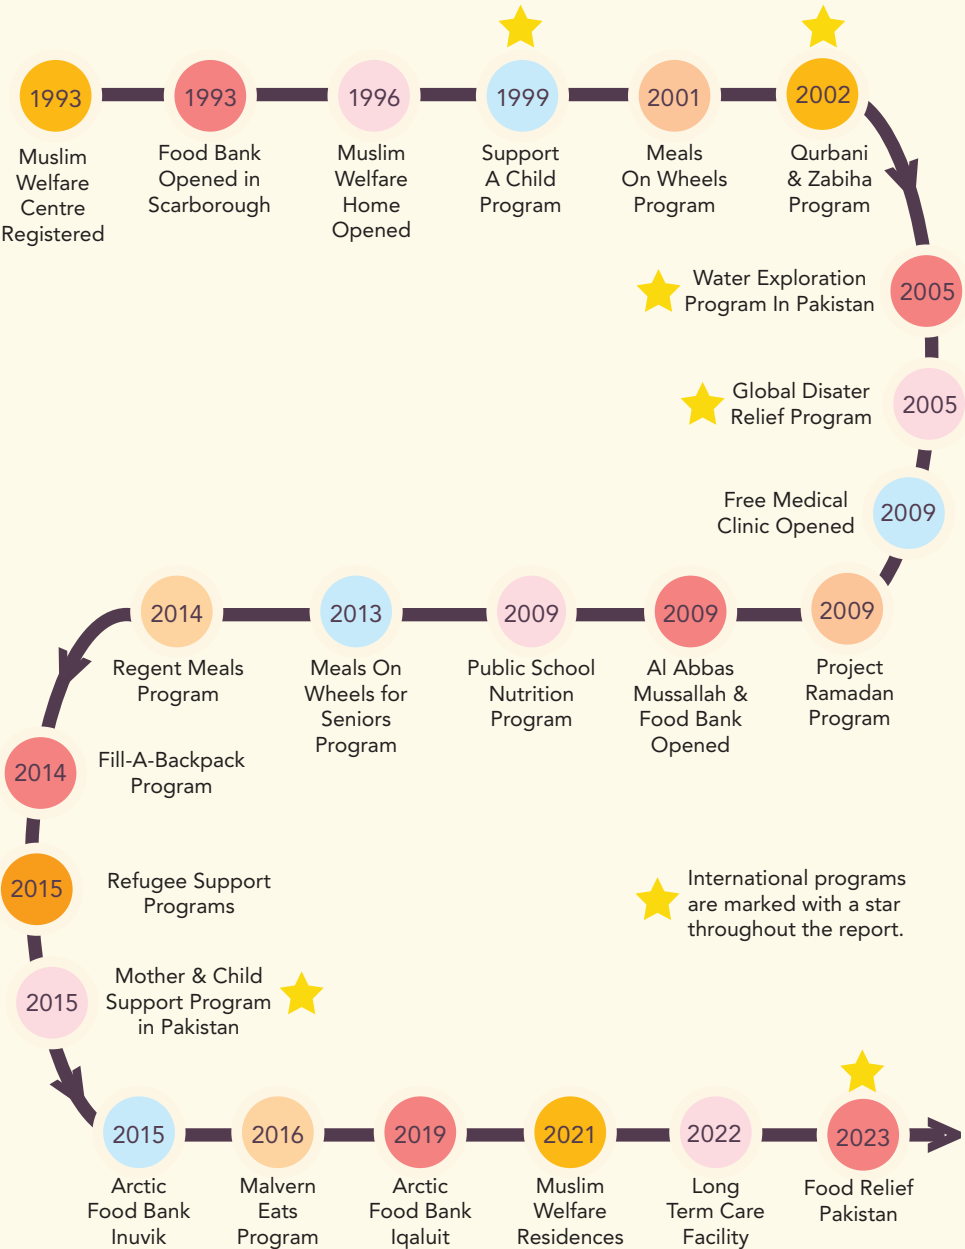 1993
Muslim
Welfare
Centre
Registered
1993
Food Bank
Opened in
Scarborough
1996
Muslim
Welfare
Home
Opened
1999
Support
A Child
Program
2001
Meals
On Wheels
Program
2002
Qurbani
& Zabiha
Program
2005
Water Exploration
Program In Pakistan
2005
Global Disater
Relief Program
2009
Free Medical
Clinic Opened
2009
Project
Ramadan
Program
2009
Al Abbas
Mussallah &
Food Bank
Opened
2009
Public School
Nutrition
Program
2013
Meals On
Wheels for
Seniors
Program
2014
Regent Meals
Program
2014
Fill-A-Backpack
Program
2015
Refugee Support
Programs
2015
Mother & Child
Support Program
in Pakistan
International programs
are marked with a star
throughout the report.
2015
Arctic
Food Bank
Inuvik
2016
Malvern
Eats
Program
2019
Arctic
Food Bank
Iqaluit
2021
Muslim
Welfare
Residences
2022
Long
Term Care
Facility
2023
Food Relief
Pakistan